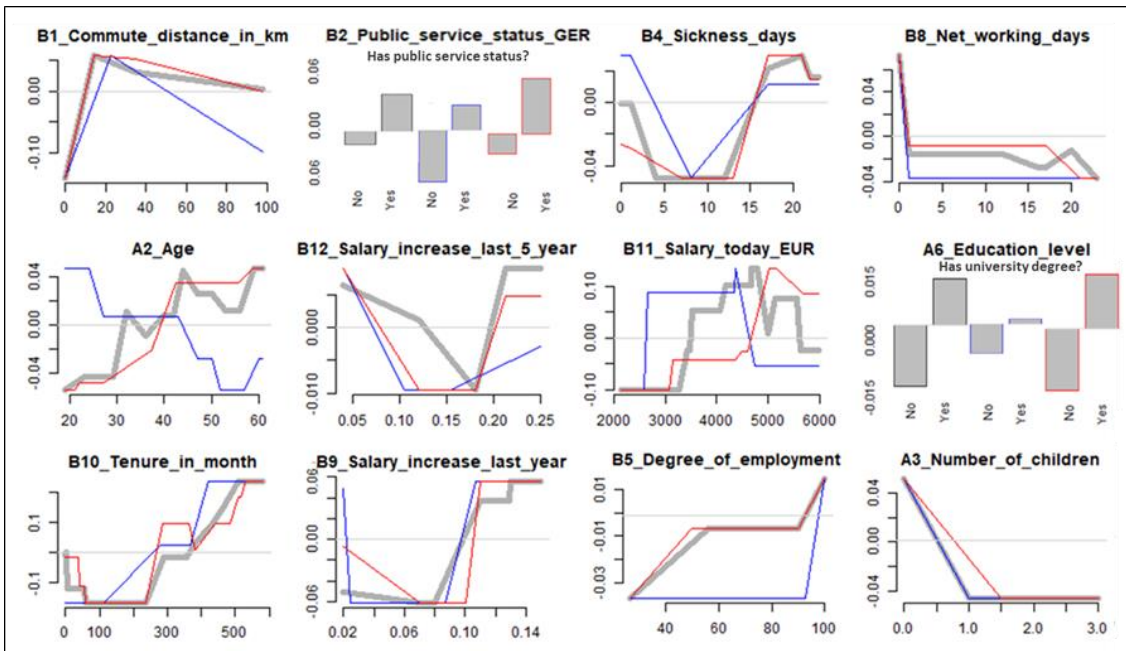 B1_Commute_distance_in_km
0.00
-0.10
0 20 40 60 80 100
B2_Public_service_status_GER
Has public service status?
0.06
0.00
0.06
No Yes No Yes No Yes
B4_Sickness_days
0.00
-0.04
0 5 10 15 20
B8_Net_working_days
0.04
0.00
-0.04
0 5 10 15 20
A2_Age
0.04
0.00
-0.04
20 30 40 50 60
B12_Salary_increase_last_5_year
0.000
-0.010
0.05 0.10 0.15 0.20 0.25
B11_Salary_today_EUR
0.10
0.00
-0.10
2000 3000 4000 5000 6000
A6_Education_level
Has university degree?
0.0015
0.0000
-0.015
No Yes No Yes No Yes
B10_Tenure_in_month
0.1
-0.1
0 100 300 500
B9_Salary_increase_last_year
0.06
0.00
-0.06
0.02 0.06 0.10 0.14
B5_Degree_of_employment
0.01
-0.01
-0.03
40 60 80 100
A3_Number_of_children
0.04
0.00
-0.04
0.0 1.0 2.0 3.0